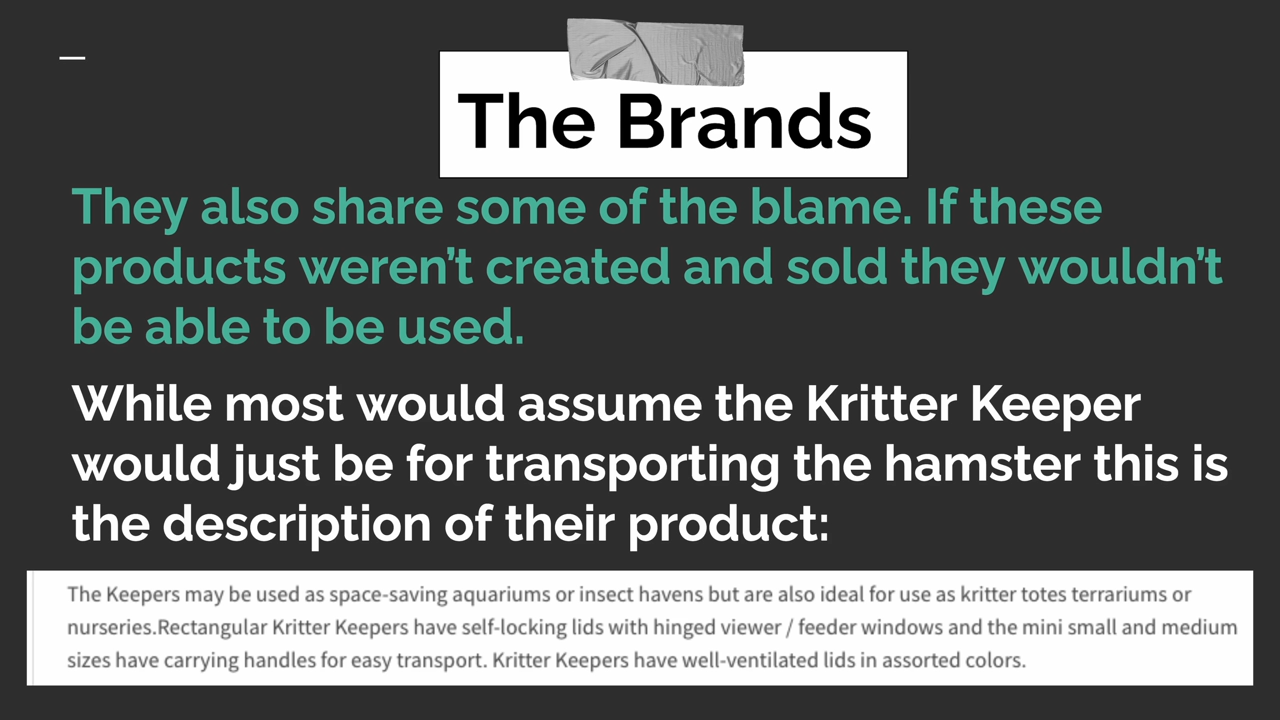 The Brands
They also share some of the blame. If these
products weren’t created and sold they wouldn’t
be able to be used.
While most would assume the Kritter Keeper
would just be for transporting the hamster this is
the description of their product:
The Keepers may be used as space-saving aquariums or insect havens but are also ideal for use as kritter totes terrariums or
nurseries.Rectangular Kritter Keepers have self-locking lids with hinged viewer / feeder windows and the mini small and medium
sizes have carrying handles for easy transport. Kritter Keepers have well-ventilated lids in assorted colors.